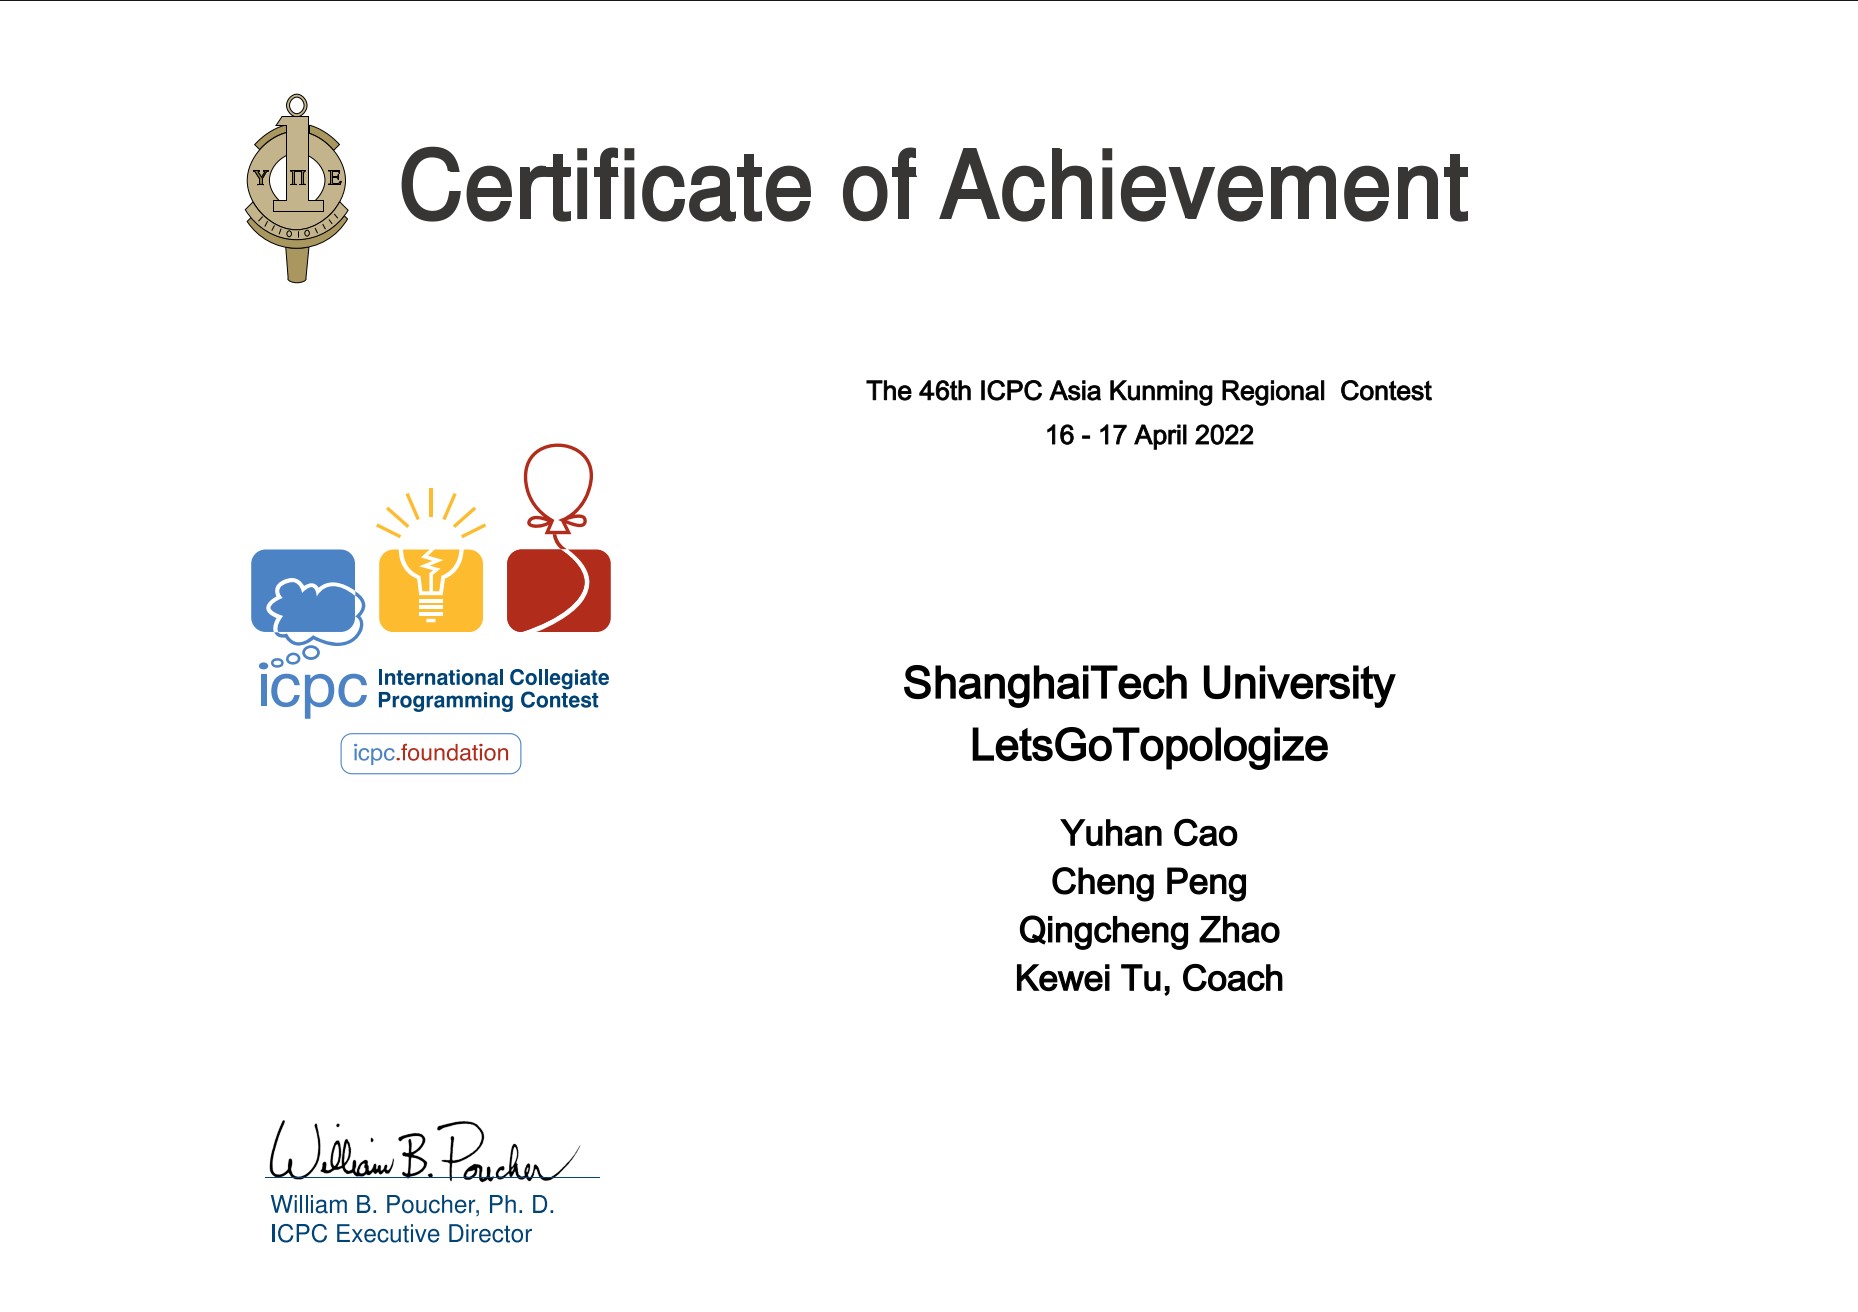 Υ Π Ε
Certificate of Achievement
The 46th ICPC Asia Kunming Regional  Contest
16 - 17 April 2022
icpc International Collegiate
Programming Contest
icpc.foundation
ShanghaiTech University
LetsGoTopologize
Yuhan Cao
Cheng Peng
Qingcheng Zhao
Kewei Tu, Coach
William B. Poucher
William B. Poucher, Ph. D.
ICPC Executive Director